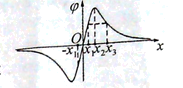 φ
O
-x₁ x₁ x₂ x₃ x